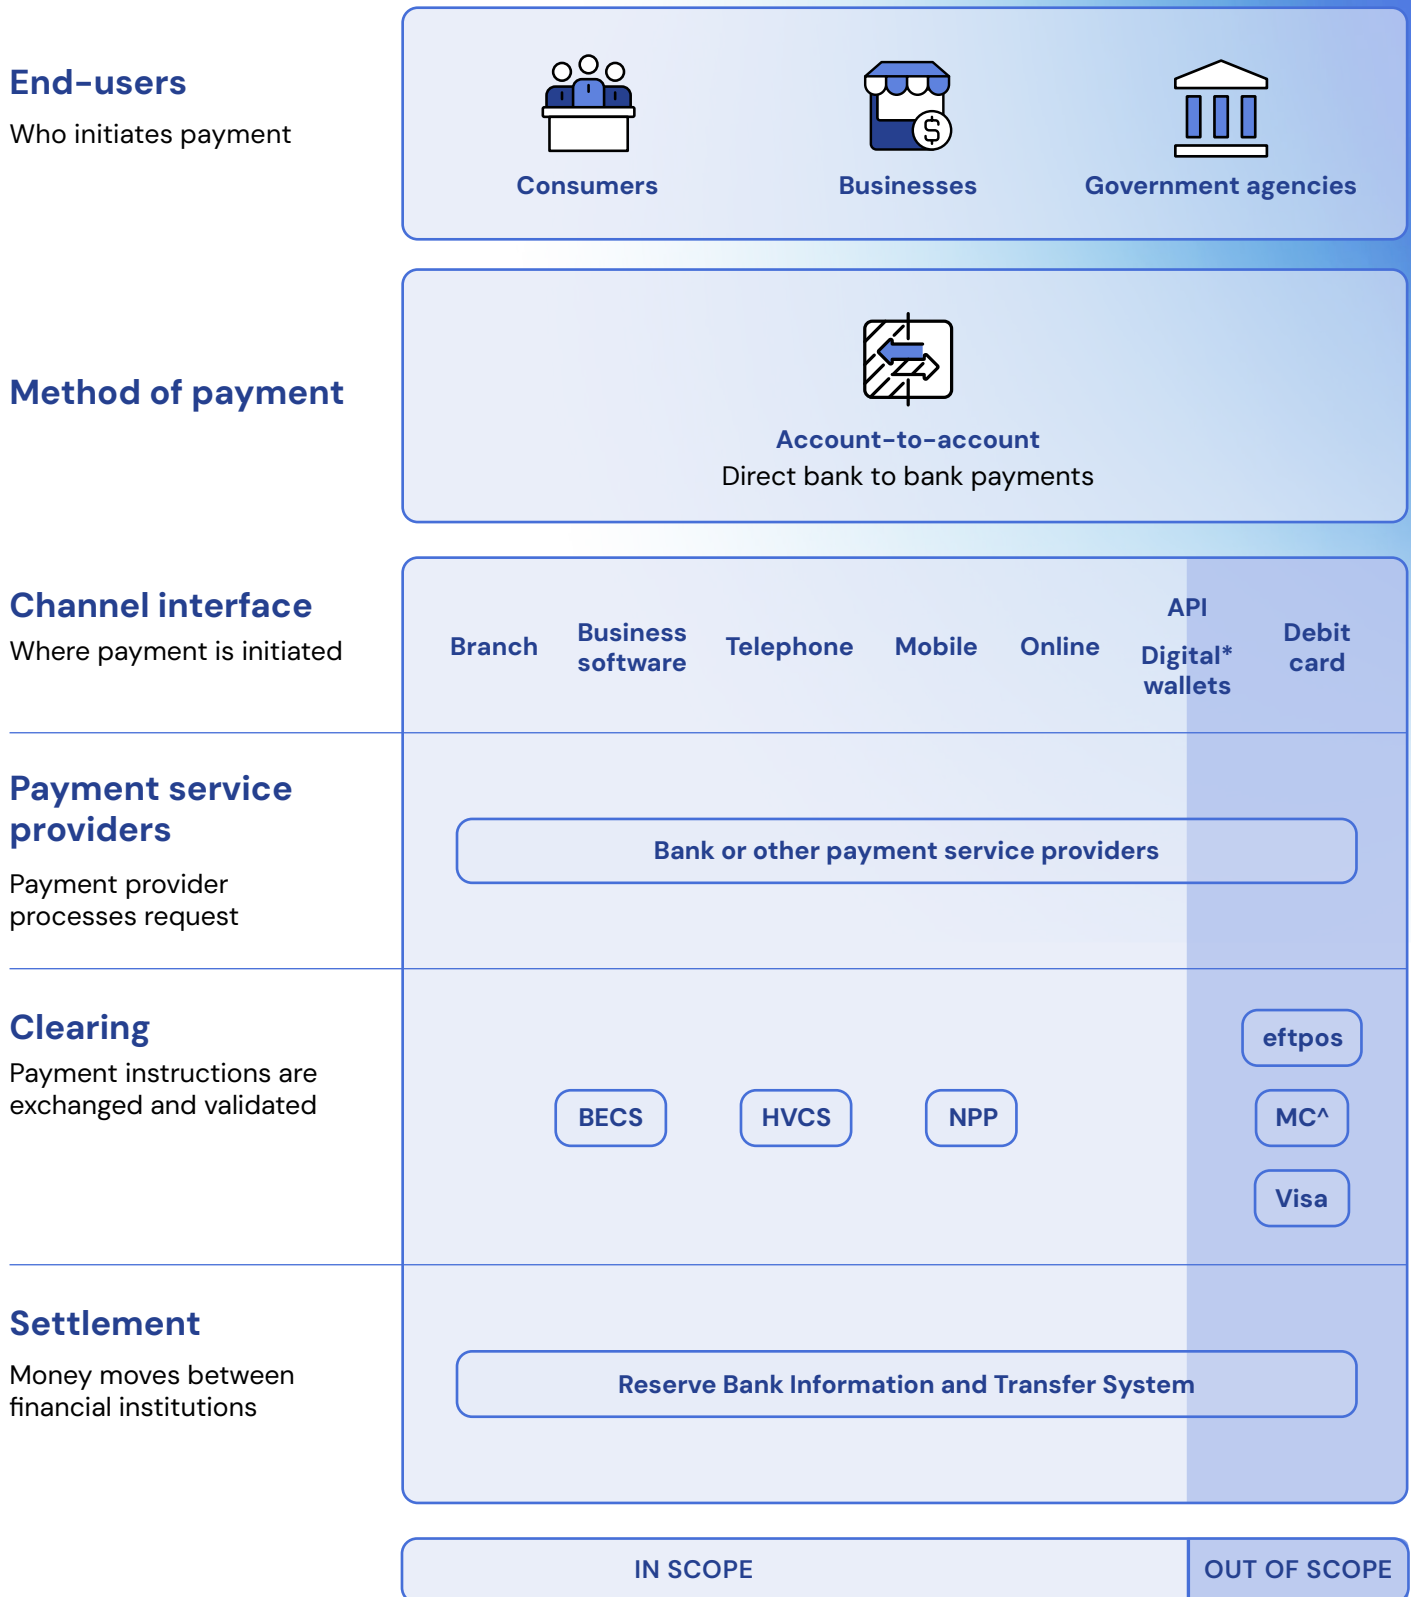 End-users
Who initiates payment
Consumers
Businesses
Government agencies
Method of payment
Account-to-account
Direct bank to bank payments
Channel interface
Where payment is initiated
Branch
Business
software
Telephone
Mobile
Online
API
Digital*
wallets
Debit
card
Payment service
providers
Payment provider
processes request
Bank or other payment service providers
Clearing
Payment instructions are
exchanged and validated
BECS
HVCS
NPP
eftpos
MC^
Visa
Settlement
Money moves between
financial institutions
Reserve Bank Information and Transfer System
IN SCOPE
OUT OF SCOPE